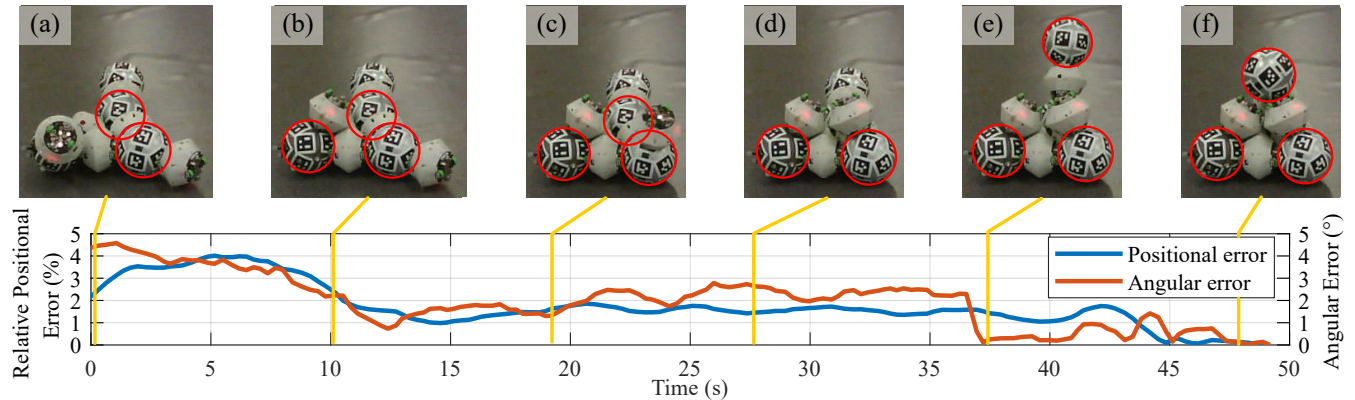 (a) (b) (c) (d) (e) (f)
Relative Positional
Error (%)
5
4
3
2
1
0
Positional error
Angular error
5
4
3
2
1
0
Angular Error (°)
0 5 10 15 20 25 30 35 40 45 50
Time (s)